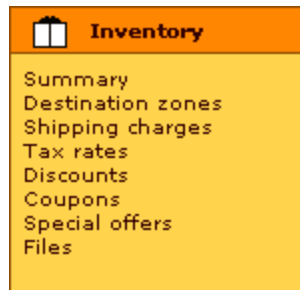 Inventory
Summary
Destination zones
Shipping charges
Tax rates
Discounts
Coupons
Special offers
Files